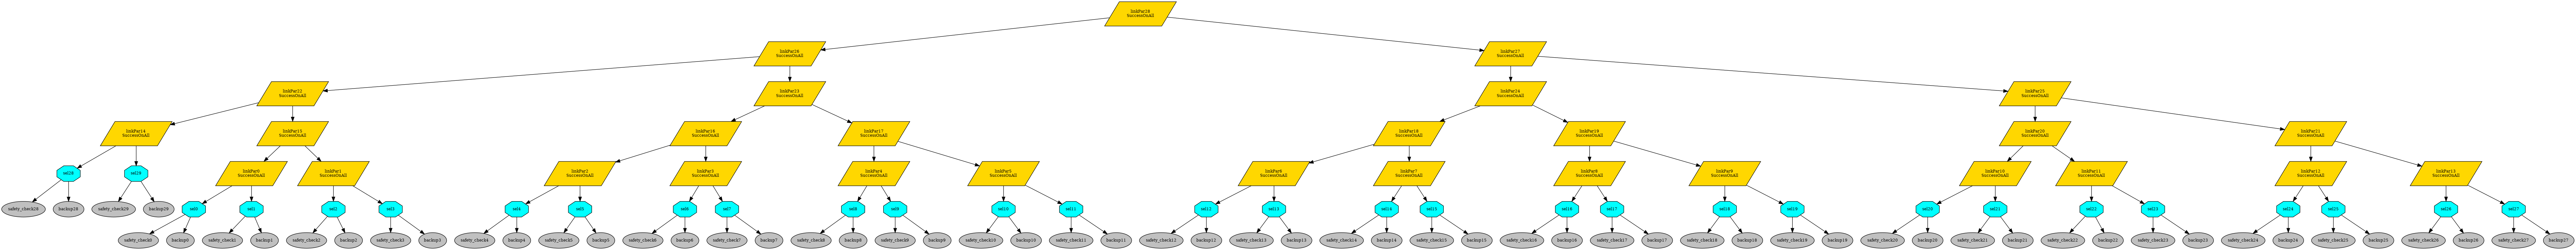 linkPar28
SuccessOnAll
linkPar26
SuccessOnAll
linkPar27
SuccessOnAll
linkPar22
SuccessOnAll
linkPar23
SuccessOnAll
linkPar24
SuccessOnAll
linkPar25
SuccessOnAll
linkPar14
SuccessOnAll
linkPar15
SuccessOnAll
linkPar16
SuccessOnAll
linkPar17
SuccessOnAll
linkPar18
SuccessOnAll
linkPar19
SuccessOnAll
linkPar20
SuccessOnAll
linkPar21
SuccessOnAll
sel28
sel29
linkPar0
SuccessOnAll
linkPar1
SuccessOnAll
linkPar2
SuccessOnAll
linkPar3
SuccessOnAll
linkPar4
SuccessOnAll
linkPar5
SuccessOnAll
linkPar6
SuccessOnAll
linkPar7
SuccessOnAll
linkPar8
SuccessOnAll
linkPar9
SuccessOnAll
linkPar10
SuccessOnAll
linkPar11
SuccessOnAll
linkPar12
SuccessOnAll
linkPar13
SuccessOnAll
safety_check28
backup28
safety_check29
backup29
sel0
sel1
sel2
sel3
sel4
sel5
sel6
sel7
sel8
sel9
sel10
sel11
sel12
sel13
sel14
sel15
sel16
sel17
sel18
sel19
sel20
sel21
sel22
sel23
sel24
sel25
sel26
sel27
safety_check0
backup0
safety_check1
backup1
safety_check2
backup2
safety_check3
backup3
safety_check4
backup4
safety_check5
backup5
safety_check6
backup6
safety_check7
backup7
safety_check8
backup8
safety_check9
backup9
safety_check10
backup10
safety_check11
backup11
safety_check12
backup12
safety_check13
backup13
safety_check14
backup14
safety_check15
backup15
safety_check16
backup16
safety_check17
backup17
safety_check18
backup18
safety_check19
backup19
safety_check20
backup20
safety_check21
backup21
safety_check22
backup22
safety_check23
backup23
safety_check24
backup24
safety_check25
backup25
safety_check26
backup26
safety_check27
backup27